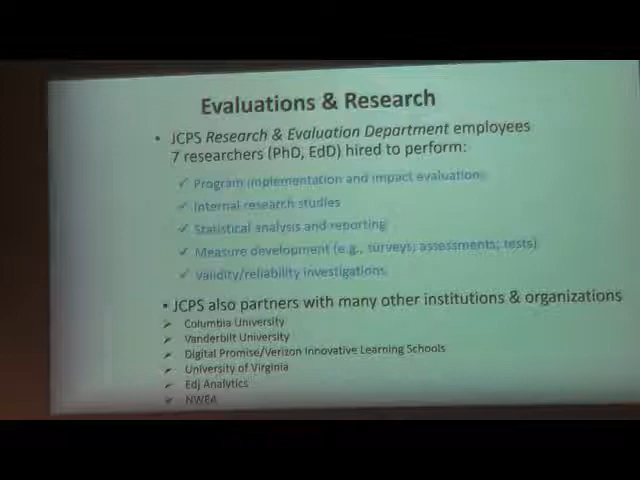 Evaluations & Research
• JCPS Research & Evaluation Department employees
7 researchers (PhD, EdD) hired to perform:
✓ Program implementation and impact evaluations
✓ Internal research studies
✓ Statistical analysis and reporting
✓ Measure development (e.g., surveys; assessments; tests)
✓ Validity/reliability investigations
▪ JCPS also partners with many other institutions & organizations
➢ Columbia University
➢ Vanderbilt University
➢ Digital Promise/Verizon Innovative Learning Schools
➢ University of Virginia
➢ Edj Analytics
➢ NWEA